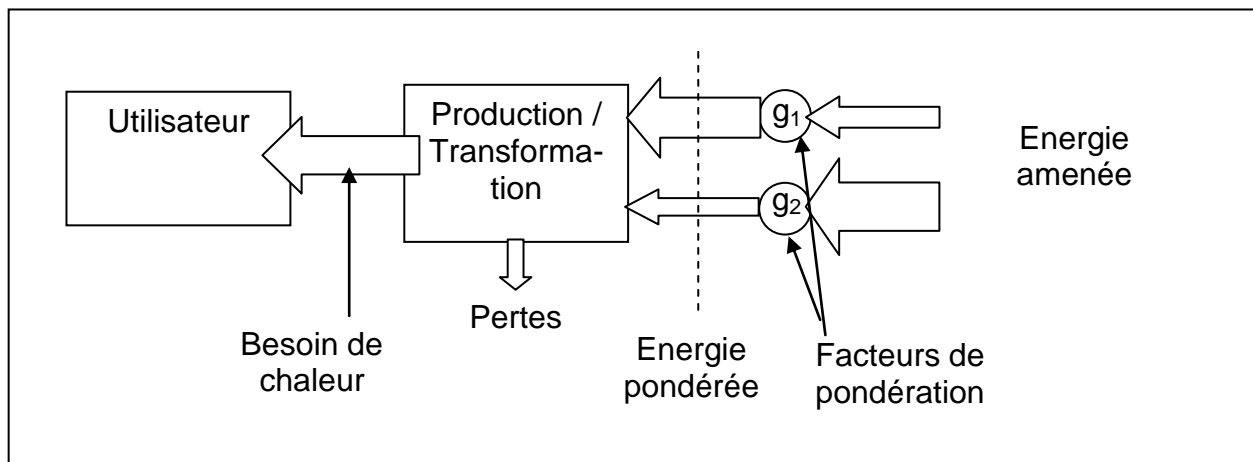 Utilisateur
Production /
Transforma-
tion
g1
g2
Energie
amenée
Pertes
Besoin de
chaleur
Energie
pondérée
Facteurs de
pondération